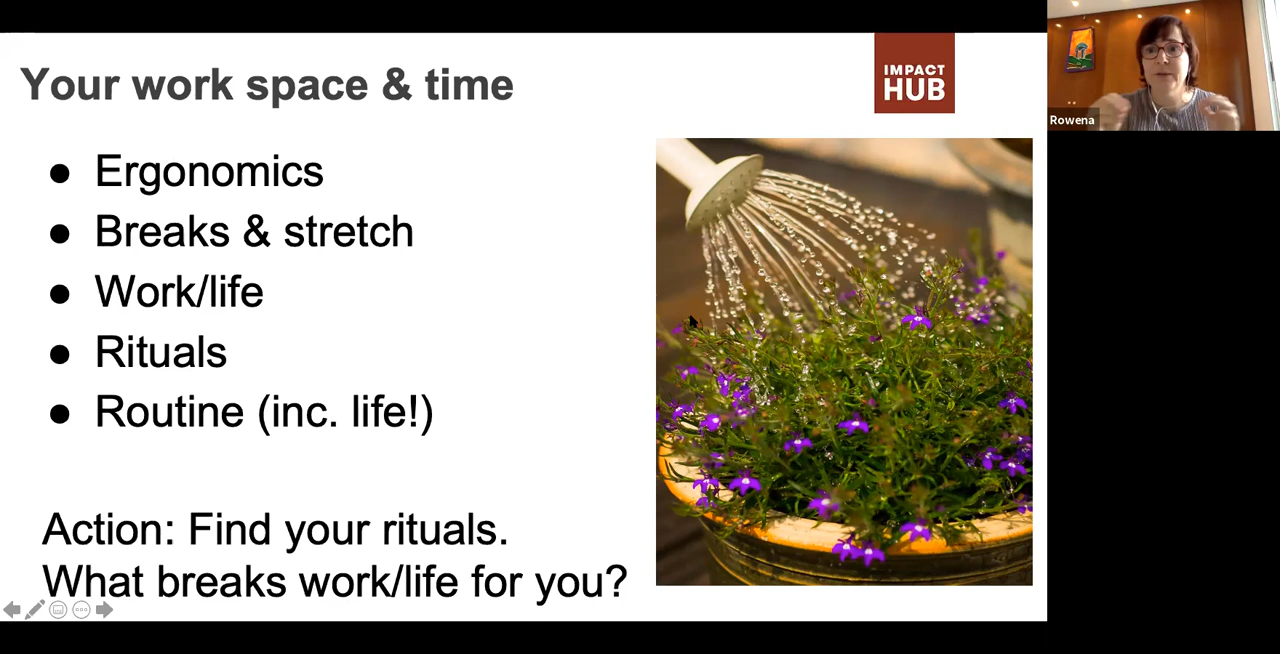 Your work space & time
IMPACT
HUB
● Ergonomics
● Breaks & stretch
● Work/life
● Rituals
● Routine (inc. life!)
Action: Find your rituals.
What breaks work/life for you?
Rowena